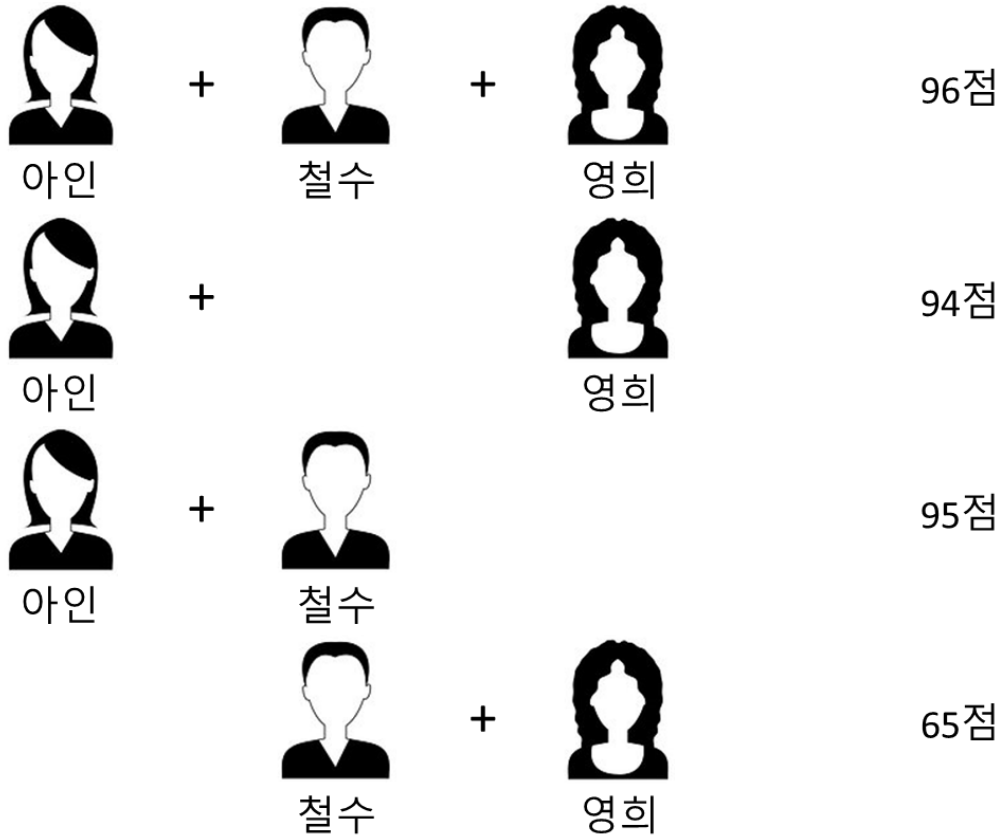 + + 96점
아인 철수 영희
+ 94점
아인 영희
+ 95점
아인 철수
+ 65점
철수 영희